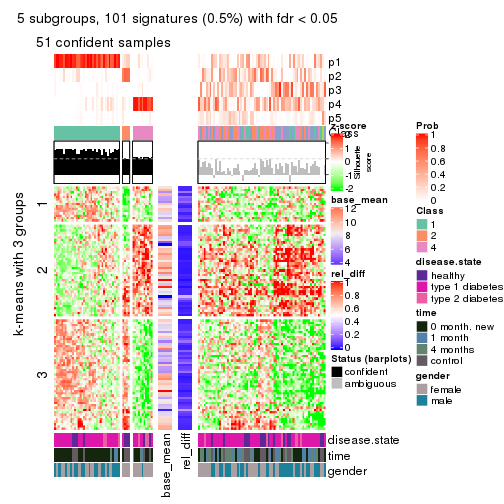 5 subgroups, 101 signatures (0.5%) with fdr < 0.05
51 confident samples
p1
p2
p3
p4
p5
Class
z-score
2
0
-2
Silhouette
score
k-means with 3 groups
1
2
3
base_mean
12
10
8
6
4
rel_diff
1
0.8
0.6
0.4
0.2
0
Status (barplots)
confident
ambiguous
Prob
1
0.8
0.6
0.4
0.2
0
Class
1
2
4
disease.state
healthy
type 1 diabetes
type 2 diabetes
time
0 month. new
1 month
4 months
control
gender
female
male
disease.state
time
gender
base_mean
rel_diff